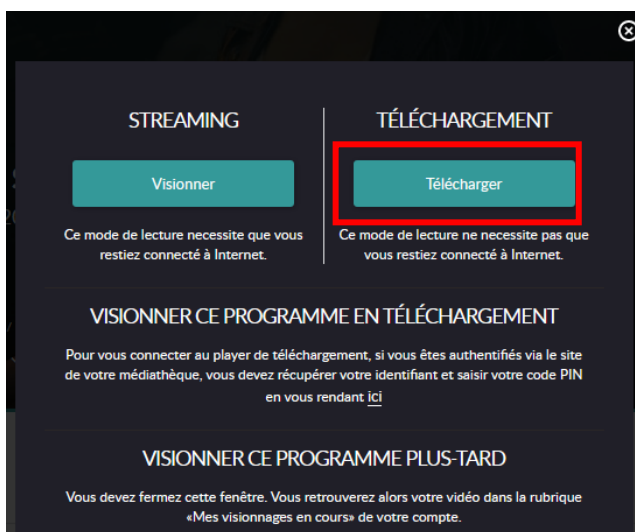 STREAMING
TÉLÉCHARGEMENT
Visionner
Télécharger
Ce mode de lecture necessite que vous
restiez connecté à Internet.
Ce mode de lecture ne necessite pas que
vous restiez connecté à Internet.
VISIONNER CE PROGRAMME EN TÉLÉCHARGEMENT
Pour vous connecter au player de téléchargement, si vous êtes authentifiés via le site
de votre médiathèque, vous devez récupérer votre identifiant et saisir votre code PIN
en vous rendant ici
VISIONNER CE PROGRAMME PLUS-TARD
Vous devez fermez cette fenêtre. Vous retrouverez alors votre vidéo dans la rubrique
«Mes visionnages en cours» de votre compte.